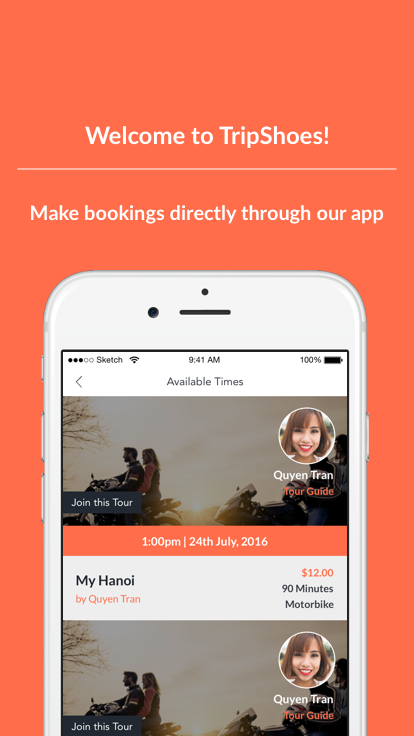 Welcome to TripShoes!
Make bookings directly through our app
Sketch 9:41 AM 100%
Available Times
Quyen Tran
Tour Guide
Join this Tour
1:00pm | 24th July, 2016
My Hanoi
by Quyen Tran
$12.00
90 Minutes
Motorbike
Quyen Tran
Tour Guide
Join this Tour